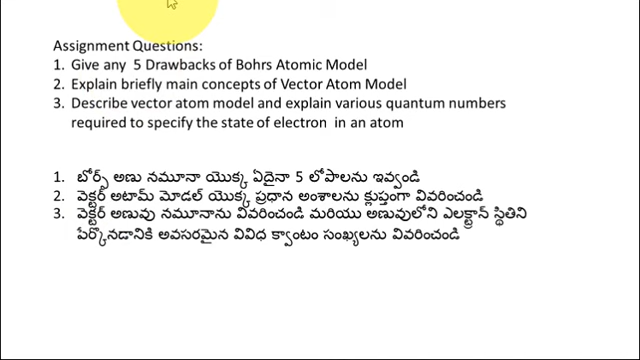 Assignment Questions:
1. Give any 5 Drawbacks of Bohrs Atomic Model
2. Explain briefly main concepts of Vector Atom Model
3. Describe vector atom model and explain various quantum numbers
required to specify the state of electron in an atom
1. బోర్స్ అణు నమూనా యొక్క ఏదైనా 5 లోపాలను ఇవ్వండి
2. వెక్టర్ అటామ్ మోడల్ యొక్క ప్రధాన అంశాలను క్లుప్తంగా వివరించండి
3. వెక్టర్ అణువు నమూనాను వివరించండి మరియు అణువులోని ఎలక్ట్రాన్ స్థితిని
పేర్కొనడానికి అవసరమైన వివిధ క్వాంటం సంఖ్యలను వివరించండి